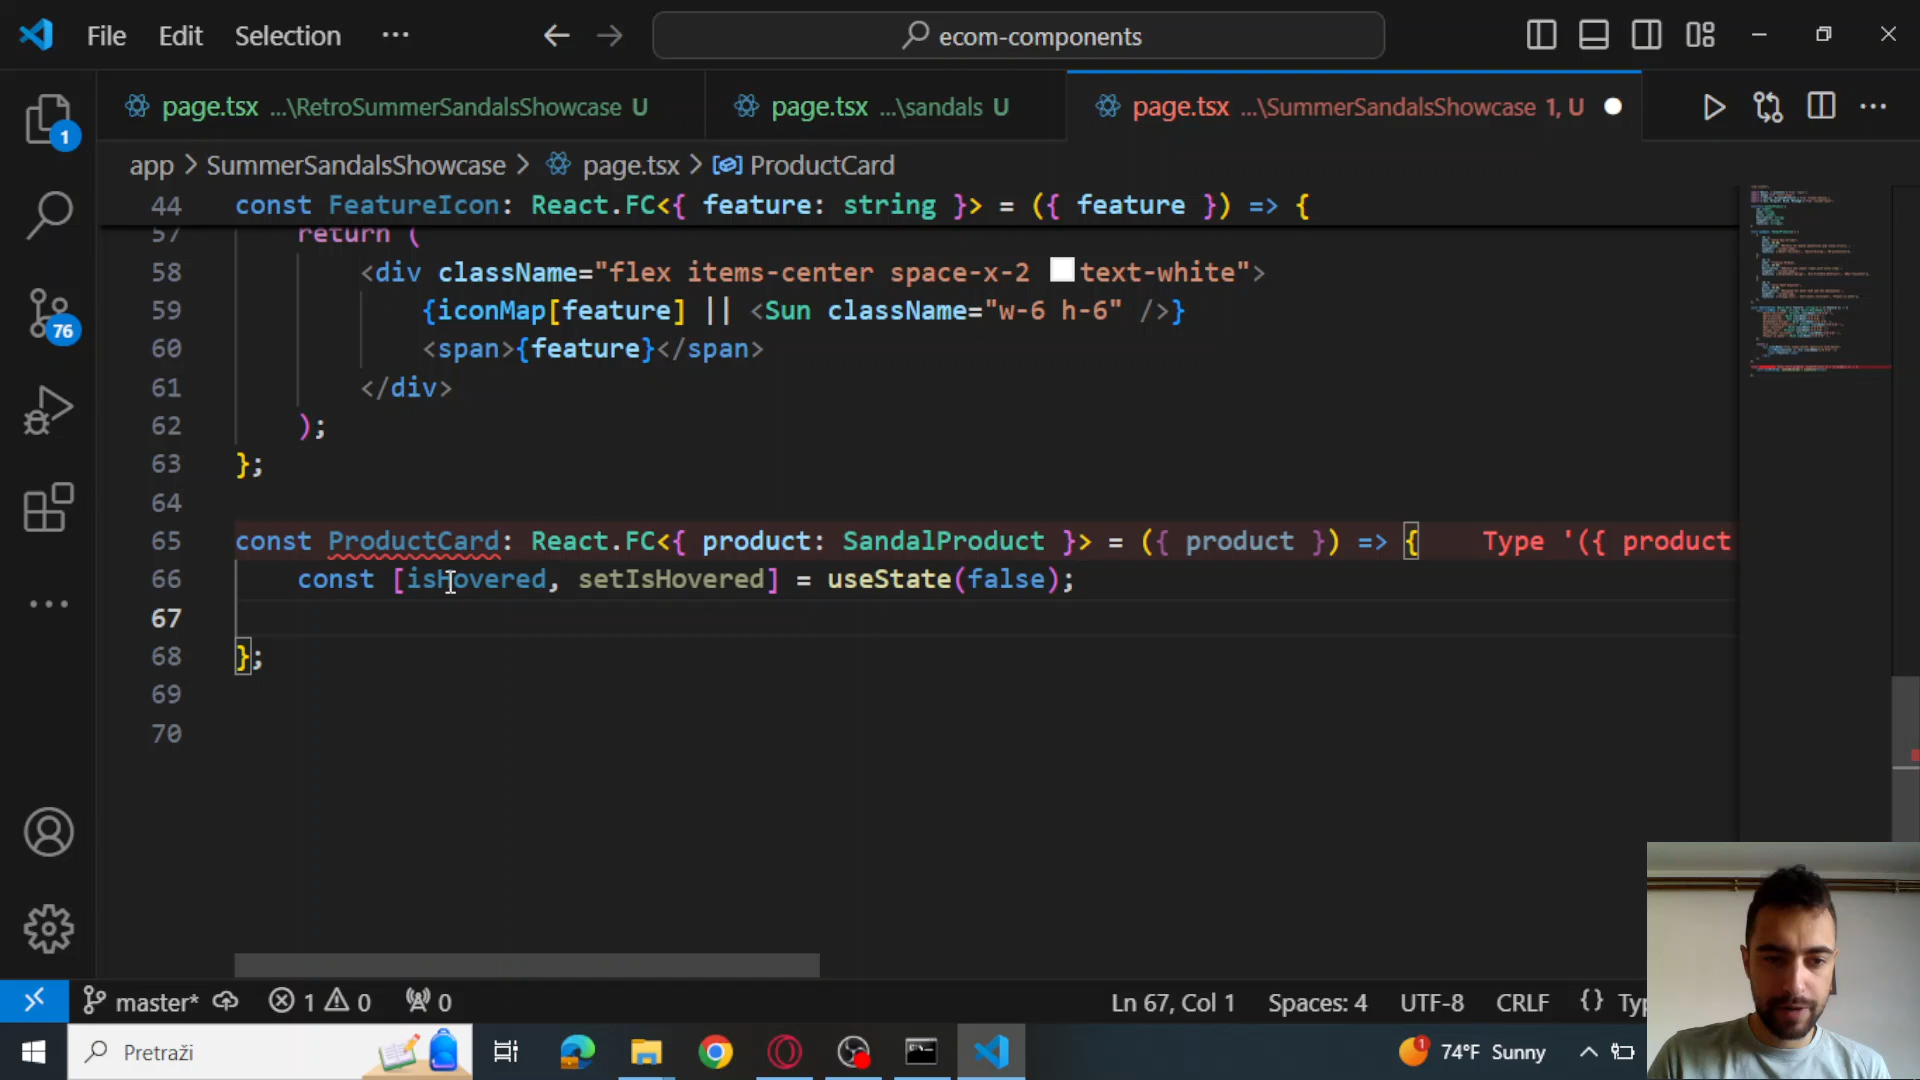 File Edit Selection ···
ecom-components
page.tsx ...\RetroSummerSandalsShowcase U
page.tsx ...\sandals U
page.tsx ...\SummerSandalsShowcase 1, U
app > SummerSandalsShowcase > page.tsx > ProductCard
44 const FeatureIcon: React.FC<{ feature: string }> = ({ feature }) => {
57 return (
58 <div className="flex items-center space-x-2 text-white">
59 {iconMap[feature] || <Sun className="w-6 h-6" />}
60 <span>{feature}</span>
61 </div>
62 );
63 };
64
65 const ProductCard: React.FC<{ product: SandalProduct }> = ({ product }) => { Type '({ product
66 const [isHovered, setIsHovered] = useState(false);
67
68 };
69
70
1
76
master* 1 0 0 Ln 67, Col 1 Spaces: 4 UTF-8 CRLF {} Ty
Pretraži 1 74°F Sunny